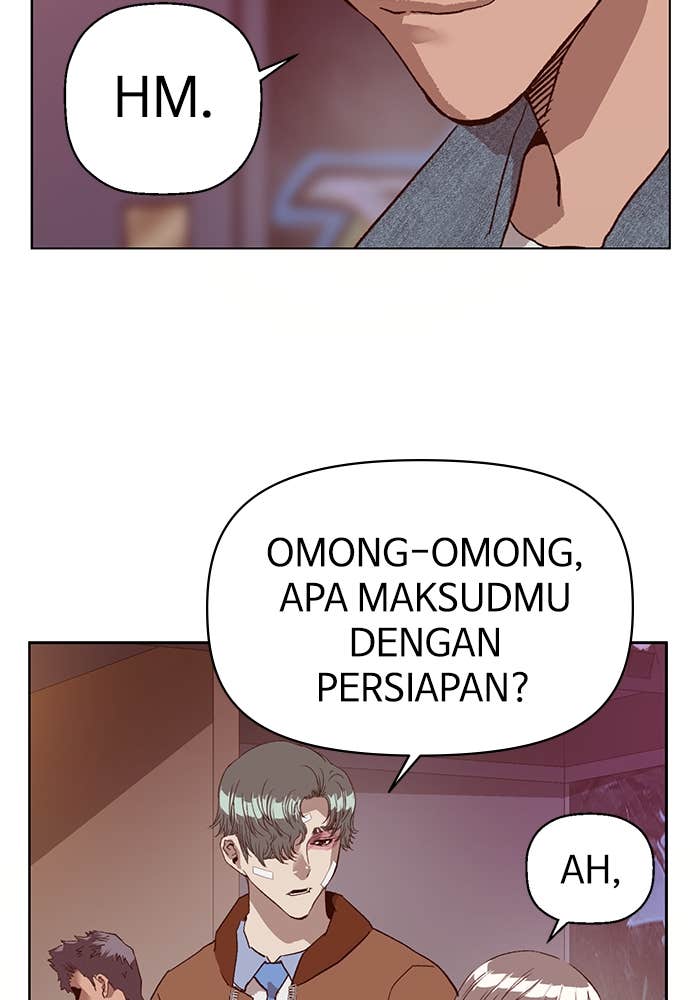 HM.
OMONG-OMONG,
APA MAKSUDMU
DENGAN
PERSIAPAN?
AH,